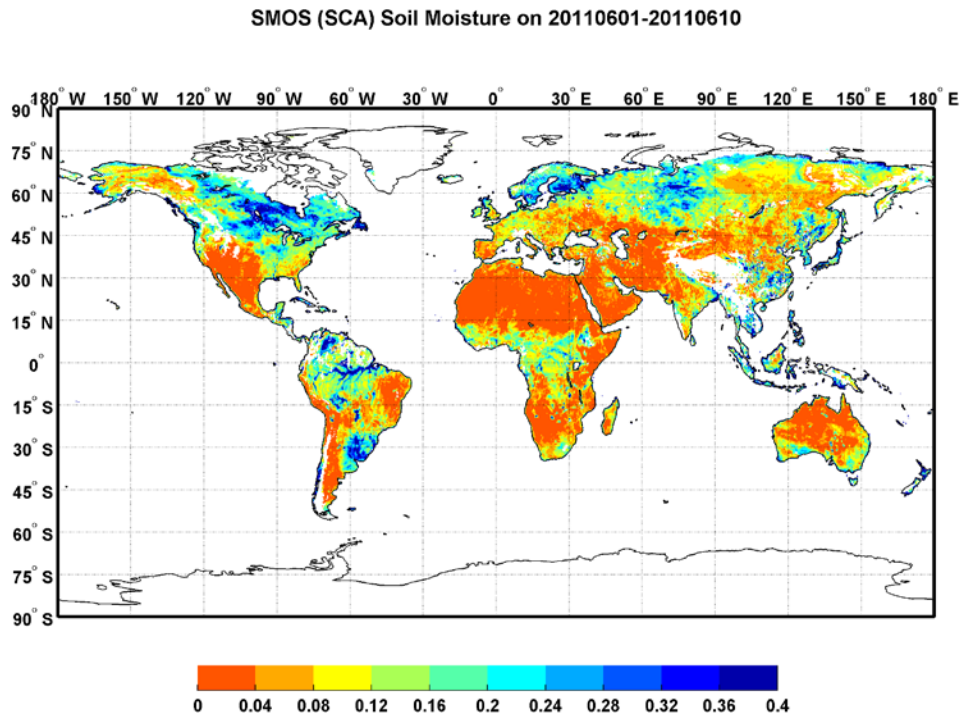 SMOS (SCA) Soil Moisture on 20110601-20110610
180° W 150° W 120° W 90° W 60° W 30° W 0° 30° E 60° E 90° E 120° E 150° E 180° E
90° N
75° N
60° N
45° N
30° N
15° N
0°
15° S
30° S
45° S
60° S
75° S
90° S
0 0.04 0.08 0.12 0.16 0.2 0.24 0.28 0.32 0.36 0.4